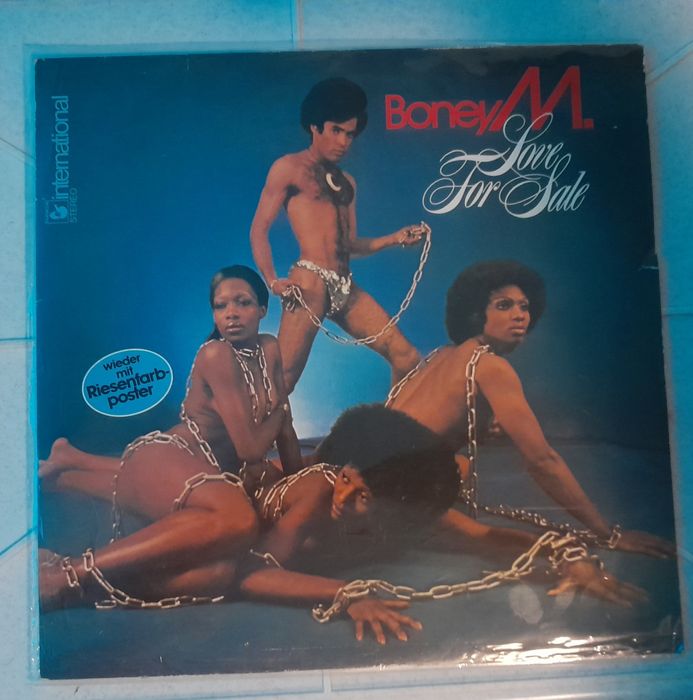 Boney M.
Love
For Sale
international
STEREO
wieder
mit
Riesenfarb-
poster